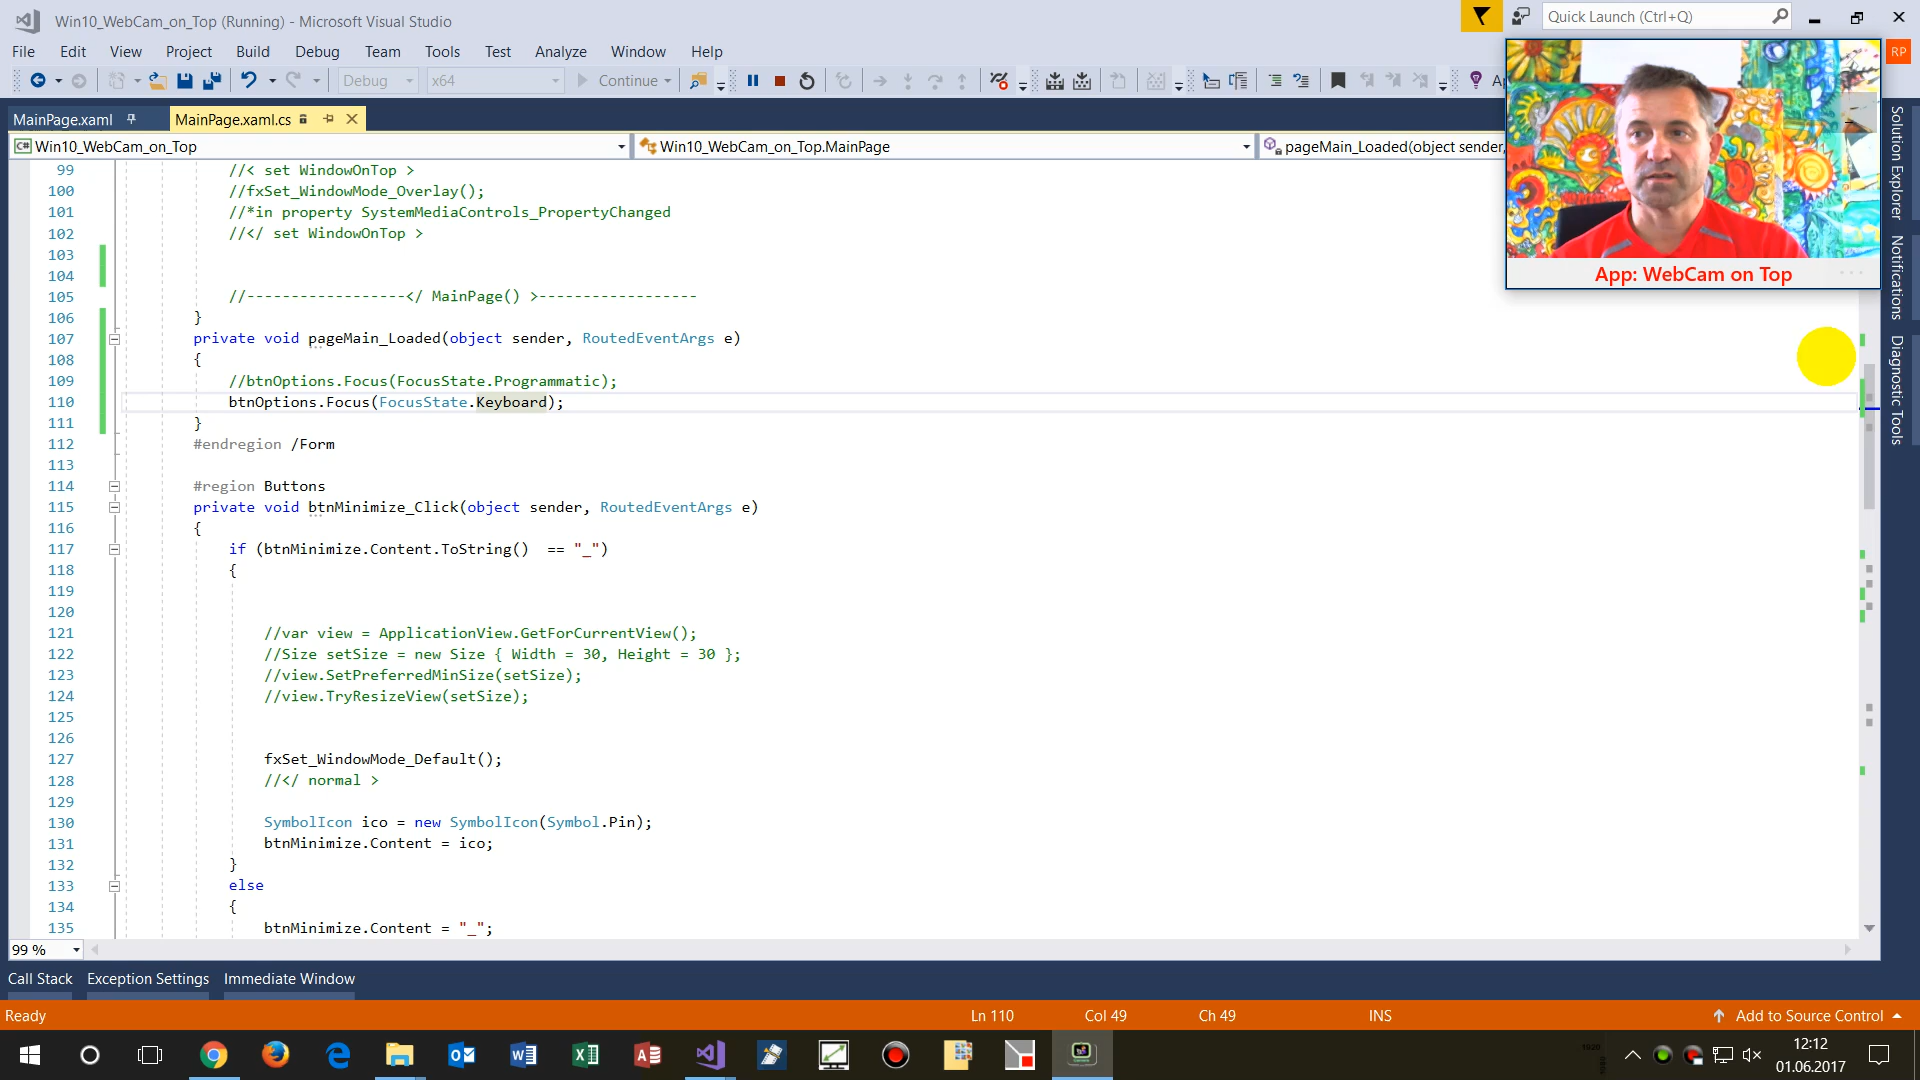 Win10_WebCam_on_Top (Running) - Microsoft Visual Studio
Quick Launch (Ctrl+Q)
File Edit View Project Build Debug Team Tools Test Analyze Window Help
RP
Debug x64 Continue
MainPage.xaml MainPage.xaml.cs
Win10_WebCam_on_Top Win10_WebCam_on_Top.MainPage pageMain_Loaded(object sender,
App: WebCam on Top
Solution Explorer
Notifications
Diagnostic Tools
99 //< set WindowOnTop >
100 //fxSet_WindowMode_Overlay();
101 //*in property SystemMediaControls_PropertyChanged
102 //</ set WindowOnTop >
103
104
105 //------------------</ MainPage() >------------------
106 }
107 private void pageMain_Loaded(object sender, RoutedEventArgs e)
108 {
109 //btnOptions.Focus(FocusState.Programmatic);
110 btnOptions.Focus(FocusState.Keyboard);
111 }
112 #endregion /Form
113
114 #region Buttons
115 private void btnMinimize_Click(object sender, RoutedEventArgs e)
116 {
117 if (btnMinimize.Content.ToString()  == "_")
118 {
119
120
121 //var view = ApplicationView.GetForCurrentView();
122 //Size setSize = new Size { Width = 30, Height = 30 };
123 //view.SetPreferredMinSize(setSize);
124 //view.TryResizeView(setSize);
125
126
127 fxSet_WindowMode_Default();
128 //</ normal >
129
130 SymbolIcon ico = new SymbolIcon(Symbol.Pin);
131 btnMinimize.Content = ico;
132 }
133 else
134 {
135 btnMinimize.Content = "_";
99 %
Call Stack Exception Settings Immediate Window
Ready Ln 110 Col 49 Ch 49 INS Add to Source Control
12:12
01.06.2017